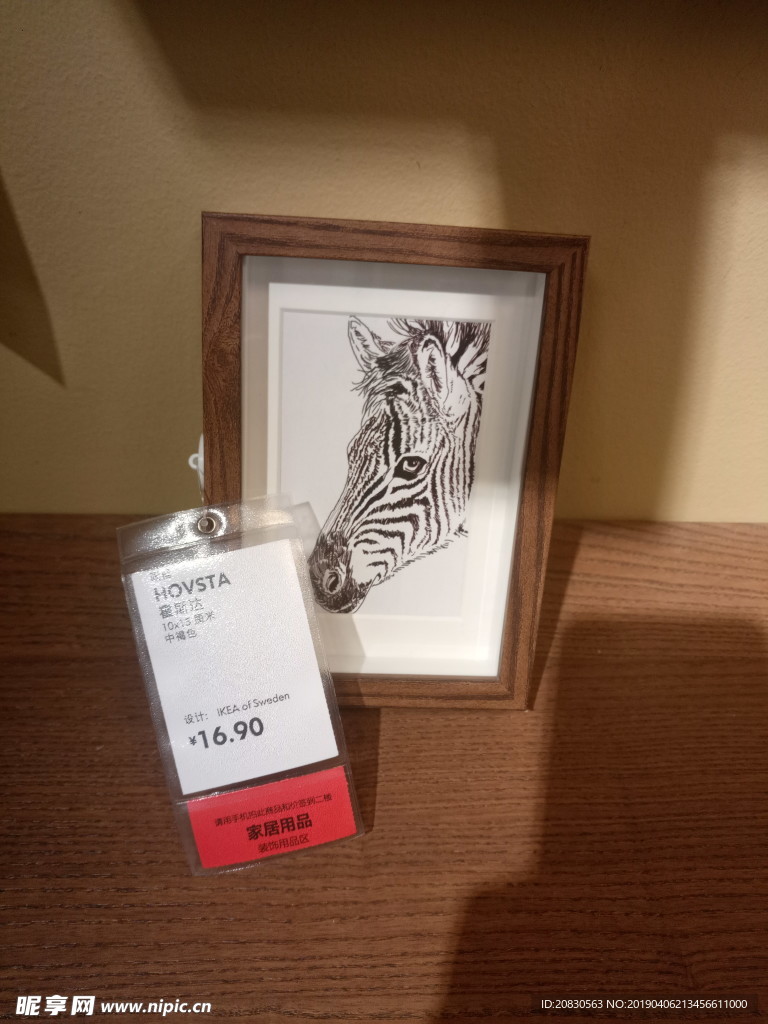 HOVSTA
霍斯达
10x15 厘米
中褐色
设计: IKEA of Sweden
¥16.90
家居用品
装饰用品区
昵享网 www.nipic.cn
ID:20830563 NO:20190406213456611000